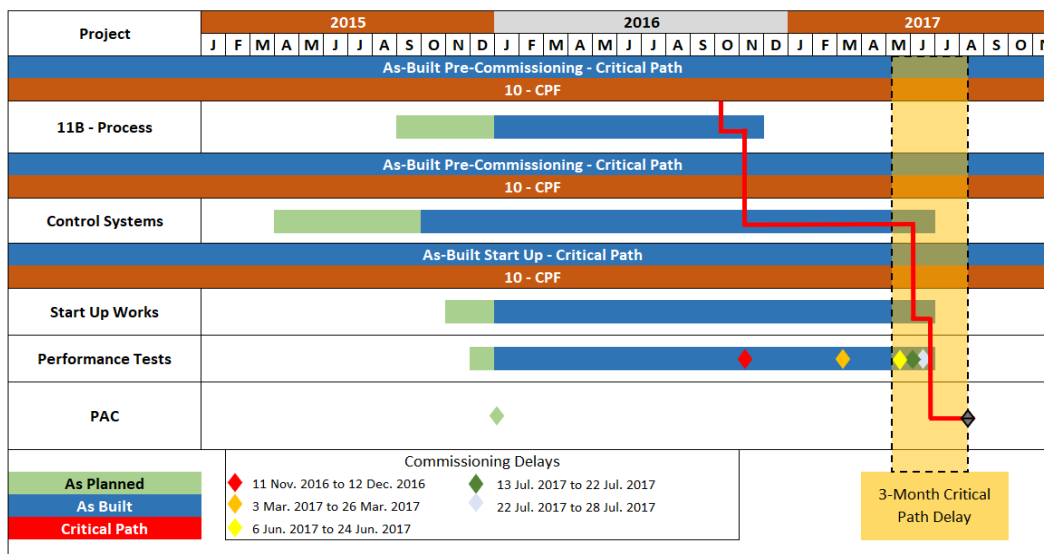 Project
2015 2016 2017
J F M A M J J A S O N D J F M A M J J A S O N D J F M A M J J A S O N
As-Built Pre-Commissioning - Critical Path
10 - CPF
11B - Process
As-Built Pre-Commissioning - Critical Path
10 - CPF
Control Systems
As-Built Start Up - Critical Path
10 - CPF
Start Up Works
Performance Tests
PAC
As Planned
As Built
Critical Path
Commissioning Delays
11 Nov. 2016 to 12 Dec. 2016
3 Mar. 2017 to 26 Mar. 2017
6 Jun. 2017 to 24 Jun. 2017
13 Jul. 2017 to 22 Jul. 2017
22 Jul. 2017 to 28 Jul. 2017
3-Month Critical
Path Delay